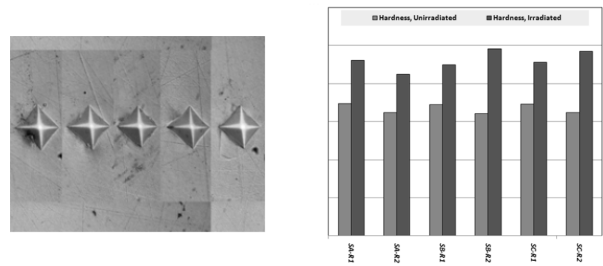 Hardness, Unirradiated Hardness, Irradiated
SA-R1
SA-R2
SB-R1
SB-R2
SC-R1
SC-R2